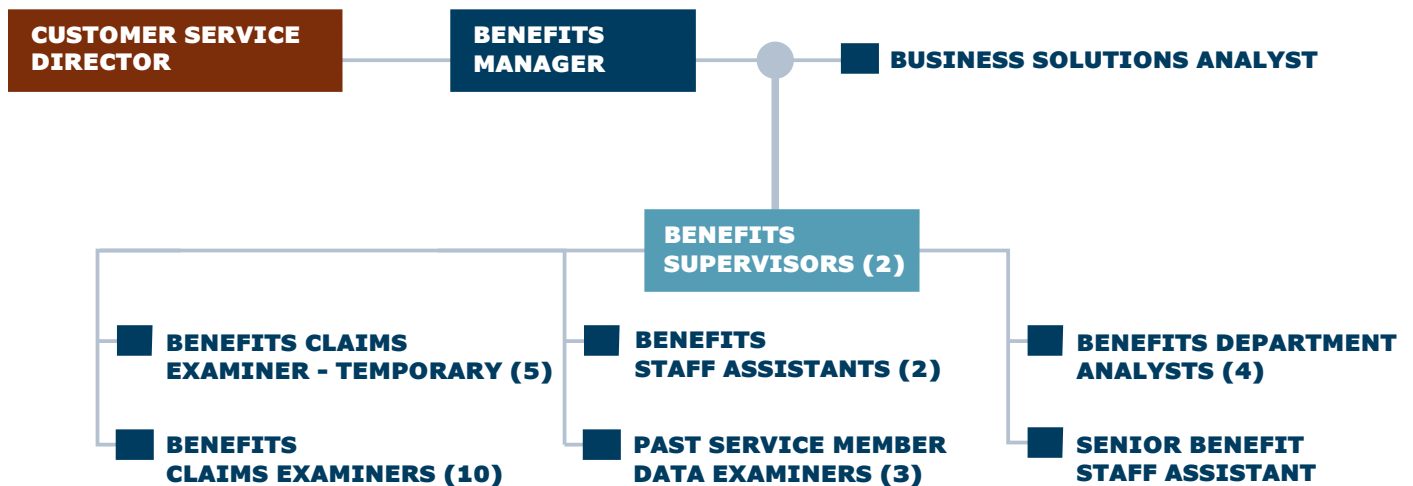 CUSTOMER SERVICE
DIRECTOR
BENEFITS
MANAGER
BUSINESS SOLUTIONS ANALYST
BENEFITS
SUPERVISORS (2)
BENEFITS CLAIMS
EXAMINER - TEMPORARY (5)
BENEFITS
STAFF ASSISTANTS (2)
BENEFITS DEPARTMENT
ANALYSTS (4)
BENEFITS
CLAIMS EXAMINERS (10)
PAST SERVICE MEMBER
DATA EXAMINERS (3)
SENIOR BENEFIT
STAFF ASSISTANT